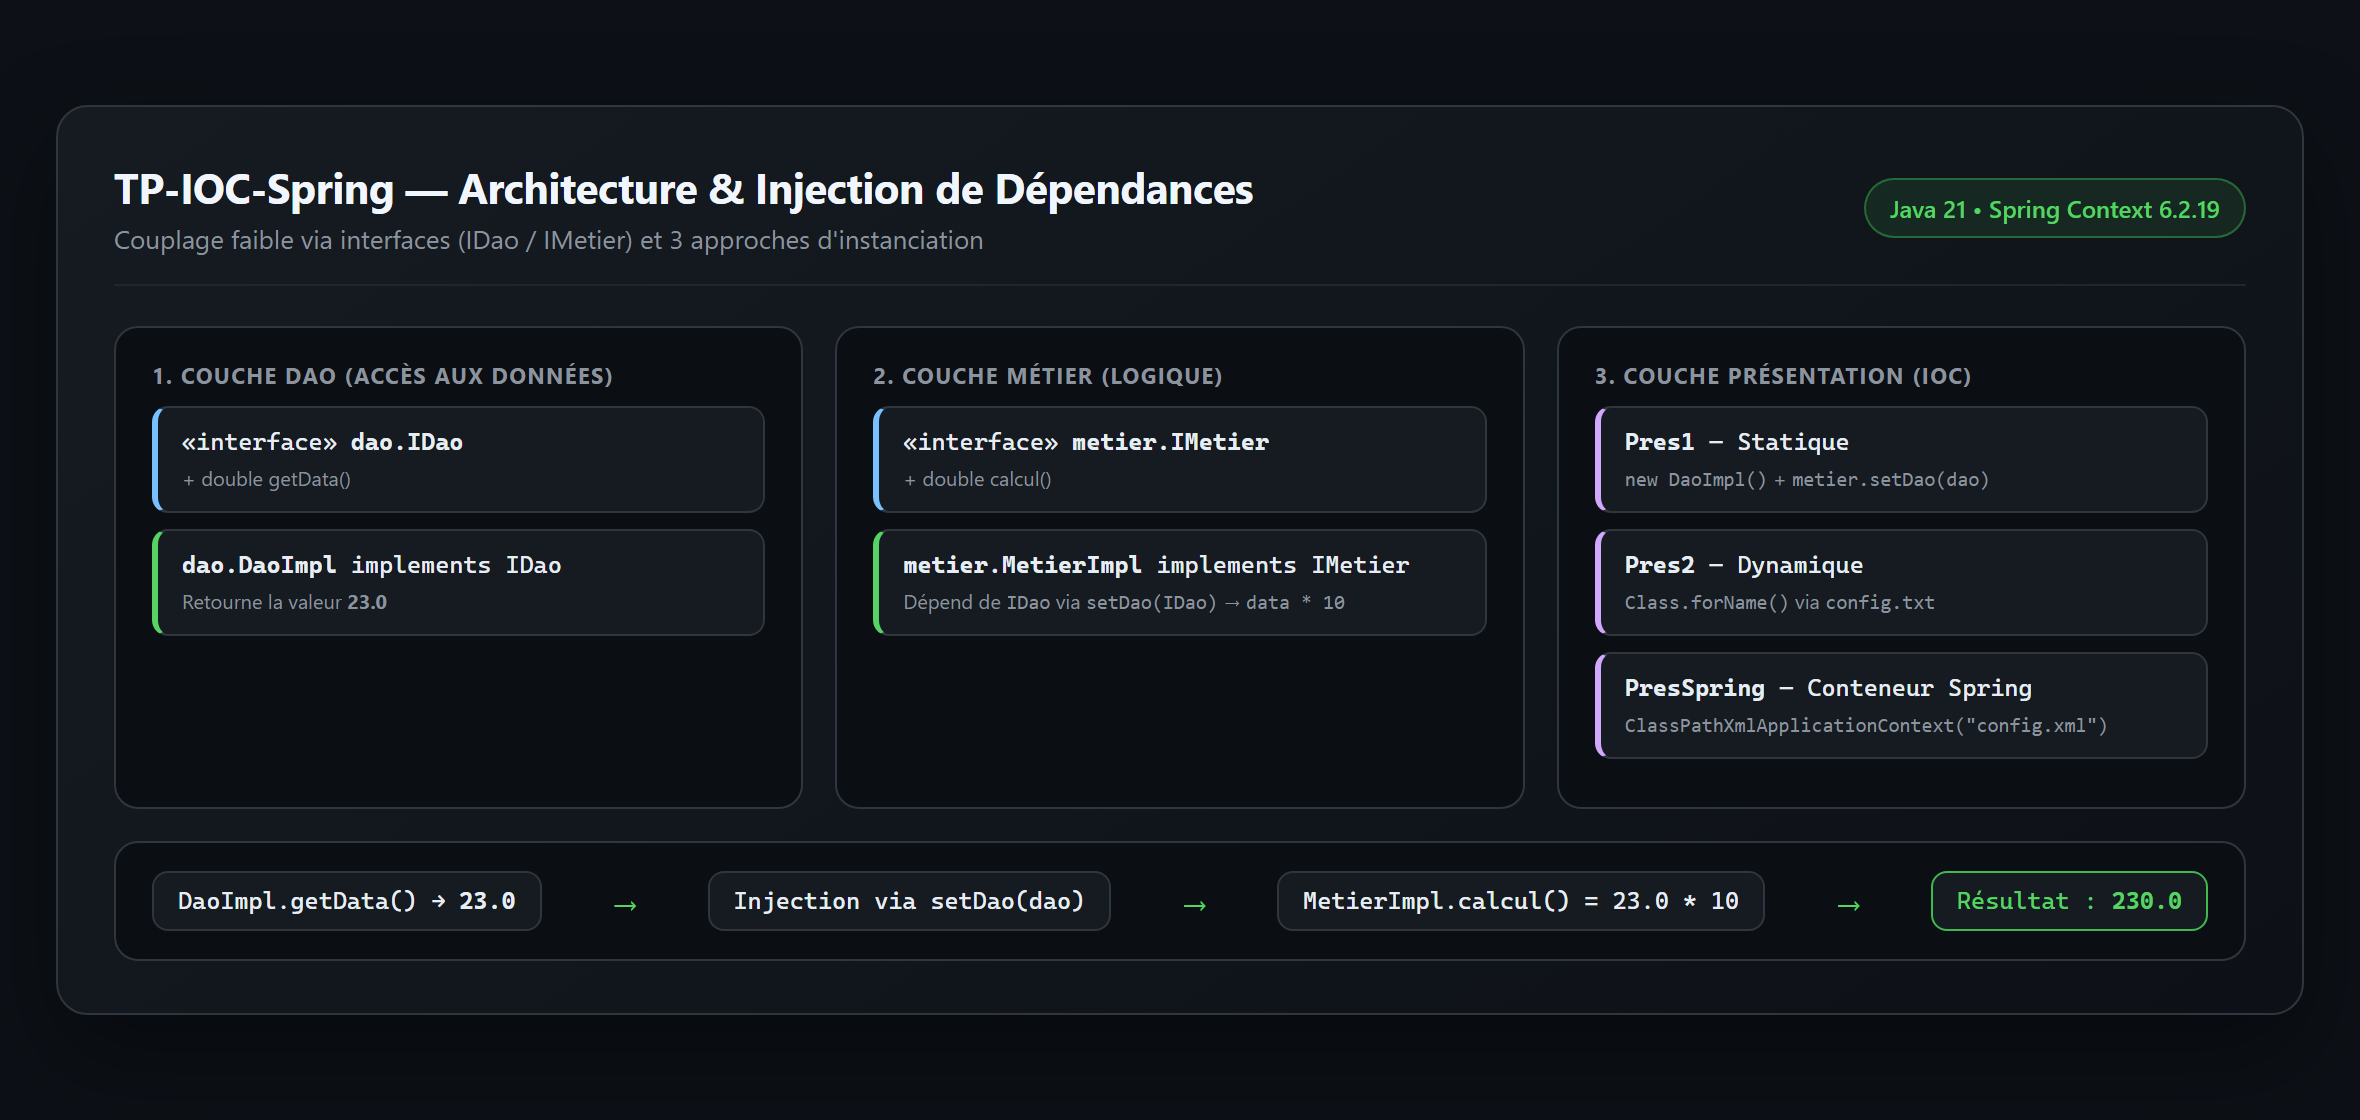 TP-IOC-Spring — Architecture & Injection de Dépendances
Couplage faible via interfaces (IDao / IMetier) et 3 approches d'instanciation
Java 21 • Spring Context 6.2.19
1. COUCHE DAO (ACCÈS AUX DONNÉES)
«interface» dao.IDao
+ double getData()
dao.DaoImpl implements IDao
Retourne la valeur 23.0
2. COUCHE MÉTIER (LOGIQUE)
«interface» metier.IMetier
+ double calcul()
metier.MetierImpl implements IMetier
Dépend de IDao via setDao(IDao) → data * 10
3. COUCHE PRÉSENTATION (IOC)
Pres1 — Statique
new DaoImpl() + metier.setDao(dao)
Pres2 — Dynamique
Class.forName() via config.txt
PresSpring — Conteneur Spring
ClassPathXmlApplicationContext("config.xml")
DaoImpl.getData() → 23.0
→
Injection via setDao(dao)
→
MetierImpl.calcul() = 23.0 * 10
→
Résultat : 230.0